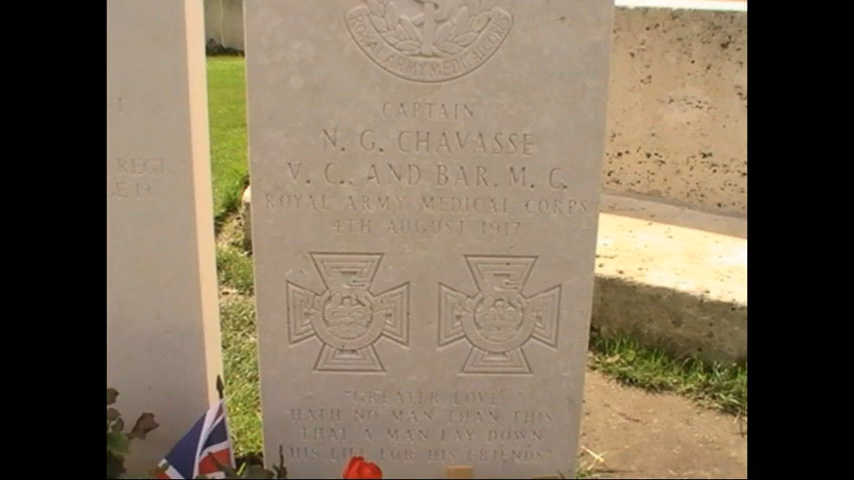 ROYAL ARMY MEDICAL CORPS
CAPTAIN
N. G. CHAVASSE
V. C. AND BAR, M. C.
ROYAL ARMY MEDICAL CORPS
4TH AUGUST 1917
"GREATER LOVE
HATH NO MAN THAN THIS
THAT A MAN LAY DOWN
HIS LIFE FOR HIS FRIENDS"
REGT.